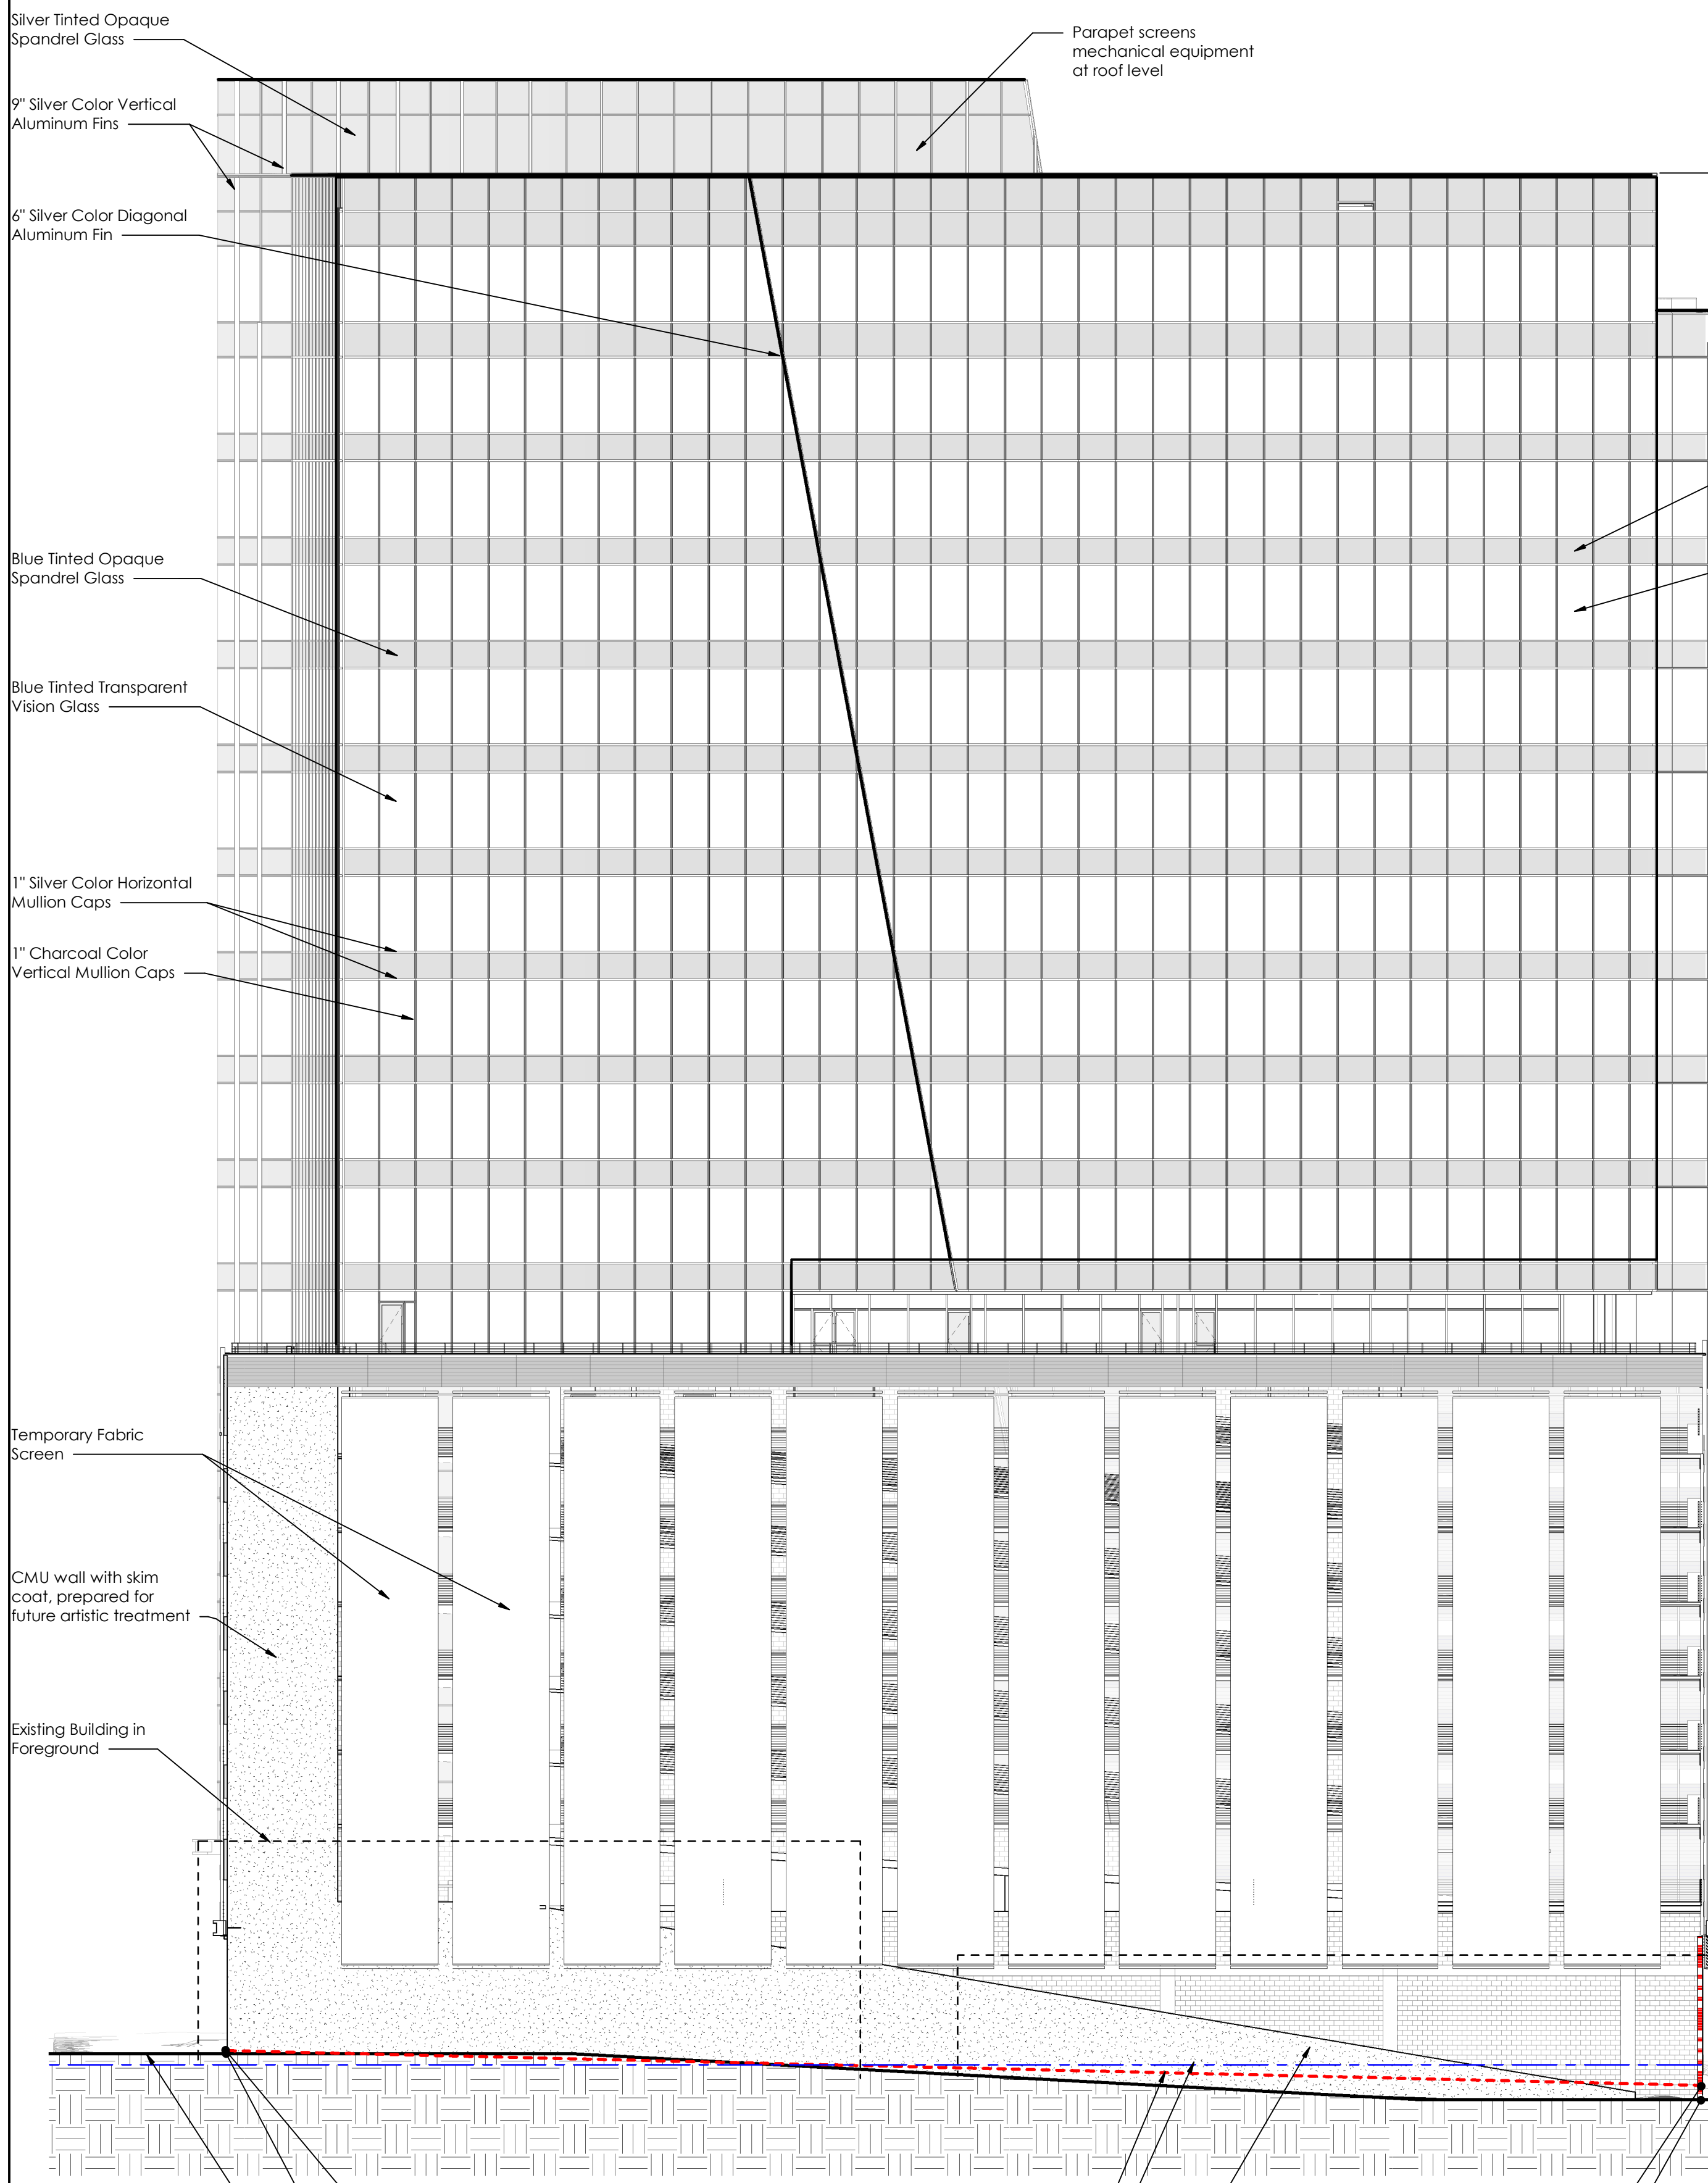 Silver Tinted Opaque
Spandrel Glass
Parapet screens
mechanical equipment
at roof level
9" Silver Color Vertical
Aluminum Fins
6" Silver Color Diagonal
Aluminum Fin
Blue Tinted Opaque
Spandrel Glass
Blue Tinted Transparent
Vision Glass
1" Silver Color Horizontal
Mullion Caps
1" Charcoal Color
Vertical Mullion Caps
Temporary Fabric
Screen
CMU wall with skim
coat, prepared for
future artistic treatment
Existing Building in
Foreground